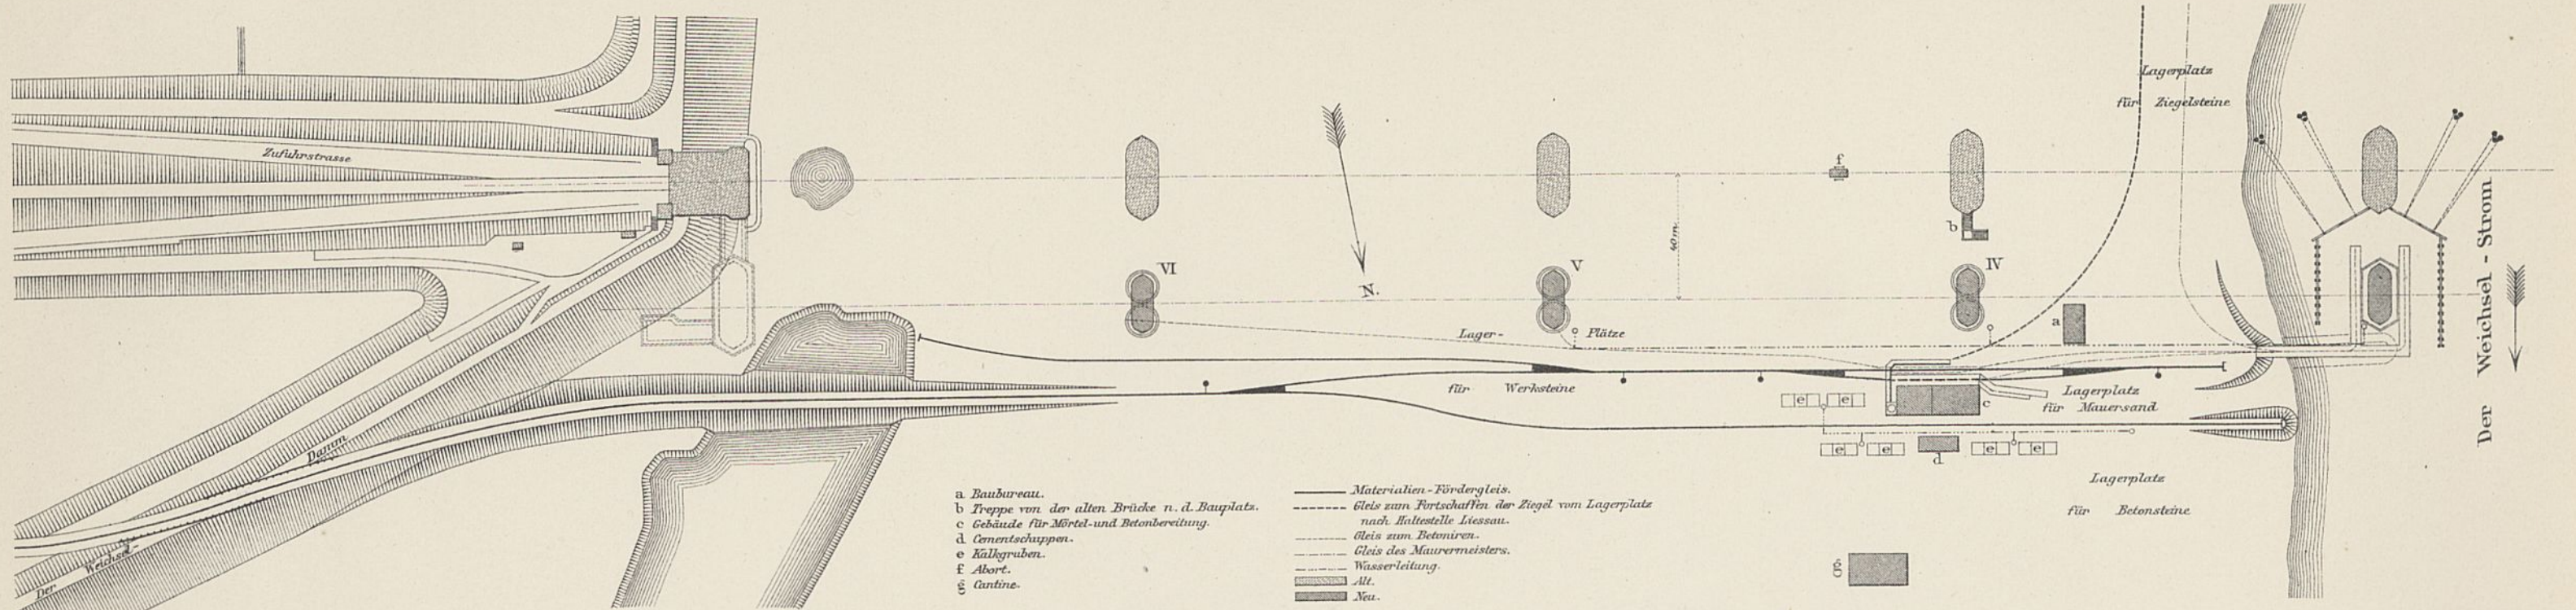 Lagerplatz
für Ziegelsteine
Zufuhrstrasse
f
b
40 m.
N.
VI
V
IV
a
Lager- Plätze
für Werksteine
e e
c
Lagerplatz
für Mauersand
e e d e e
Der Weichsel - Strom
Der Weichsel- Damm
Lagerplatz
für Betonsteine
g
a Baubureau.
b Treppe von der alten Brücke n. d. Bauplatz.
c Gebäude für Mörtel-und Betonbereitung.
d Cementschuppen.
e Kalkgruben.
f Abort.
g Cantine.
Materialien-Fördergleis.
Gleis zum Fortschaffen der Ziegel vom Lagerplatz
nach Haltestelle Liessau.
Gleis zum Betoniren.
Gleis des Maurermeisters.
Wasserleitung.
Alt.
Neu.